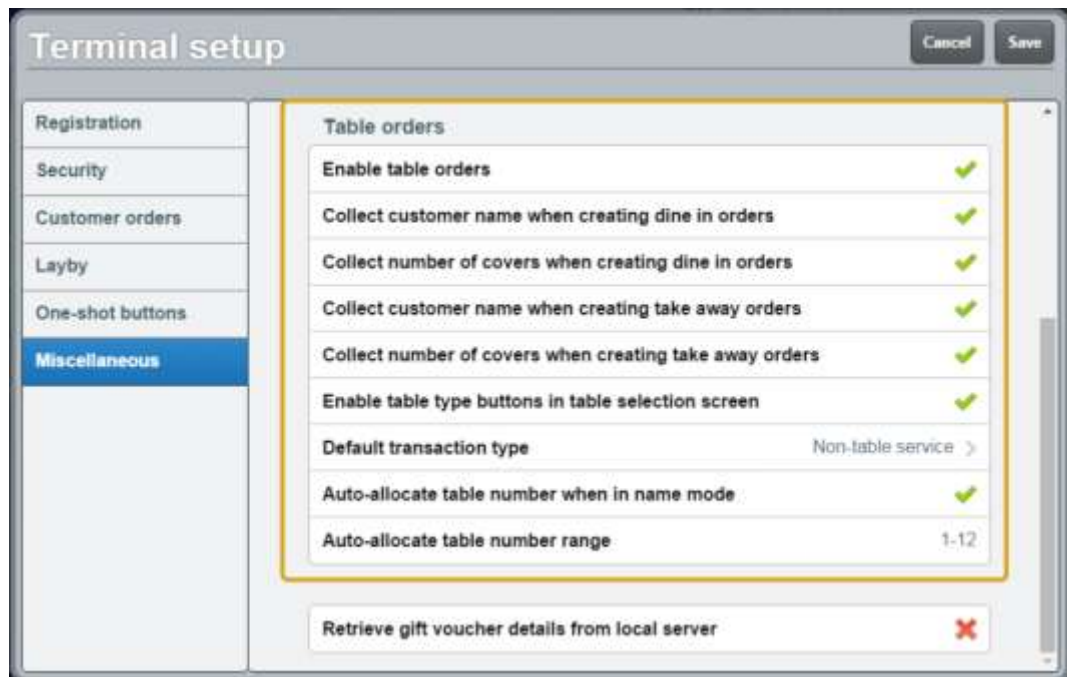 Terminal setup
Cancel
Save
Registration
Security
Customer orders
Layby
One-shot buttons
Miscellaneous
Table orders
Enable table orders
Collect customer name when creating dine in orders
Collect number of covers when creating dine in orders
Collect customer name when creating take away orders
Collect number of covers when creating take away orders
Enable table type buttons in table selection screen
Default transaction type Non-table service >
Auto-allocate table number when in name mode
Auto-allocate table number range 1-12
Retrieve gift voucher details from local server